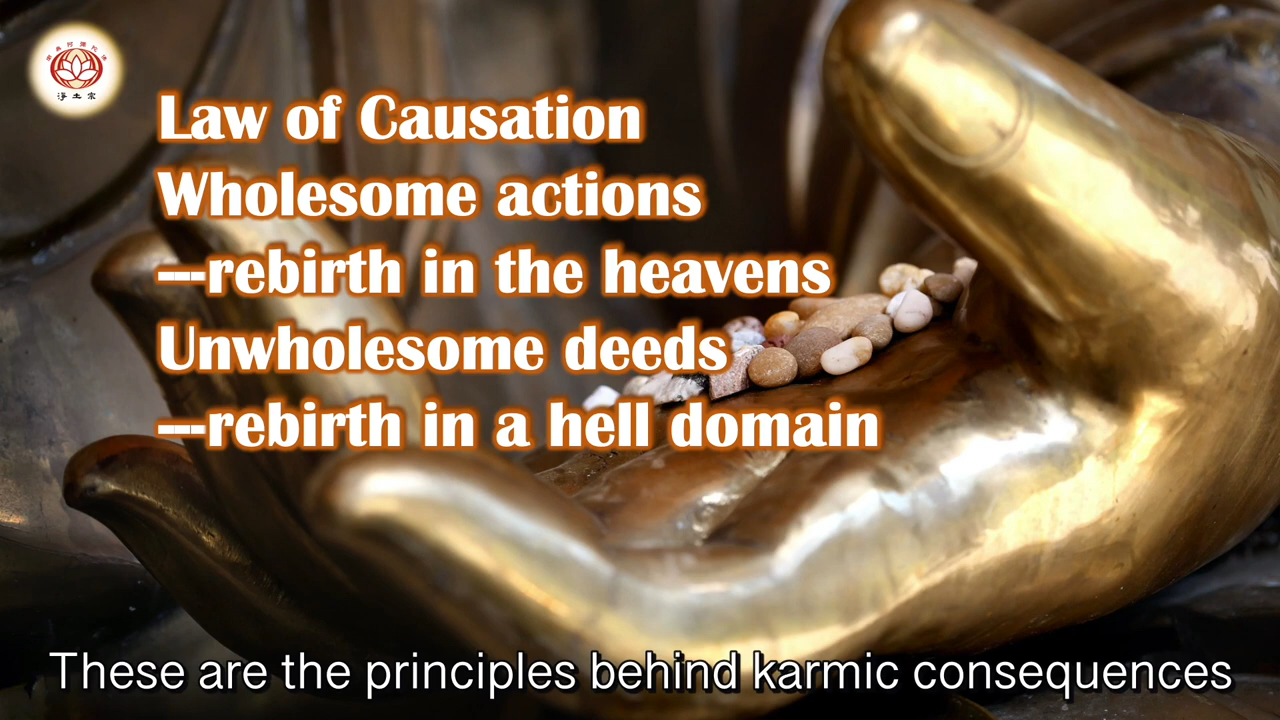 淨土宗
Law of Causation
Wholesome actions
---rebirth in the heavens
Unwholesome deeds
---rebirth in a hell domain
These are the principles behind karmic consequences